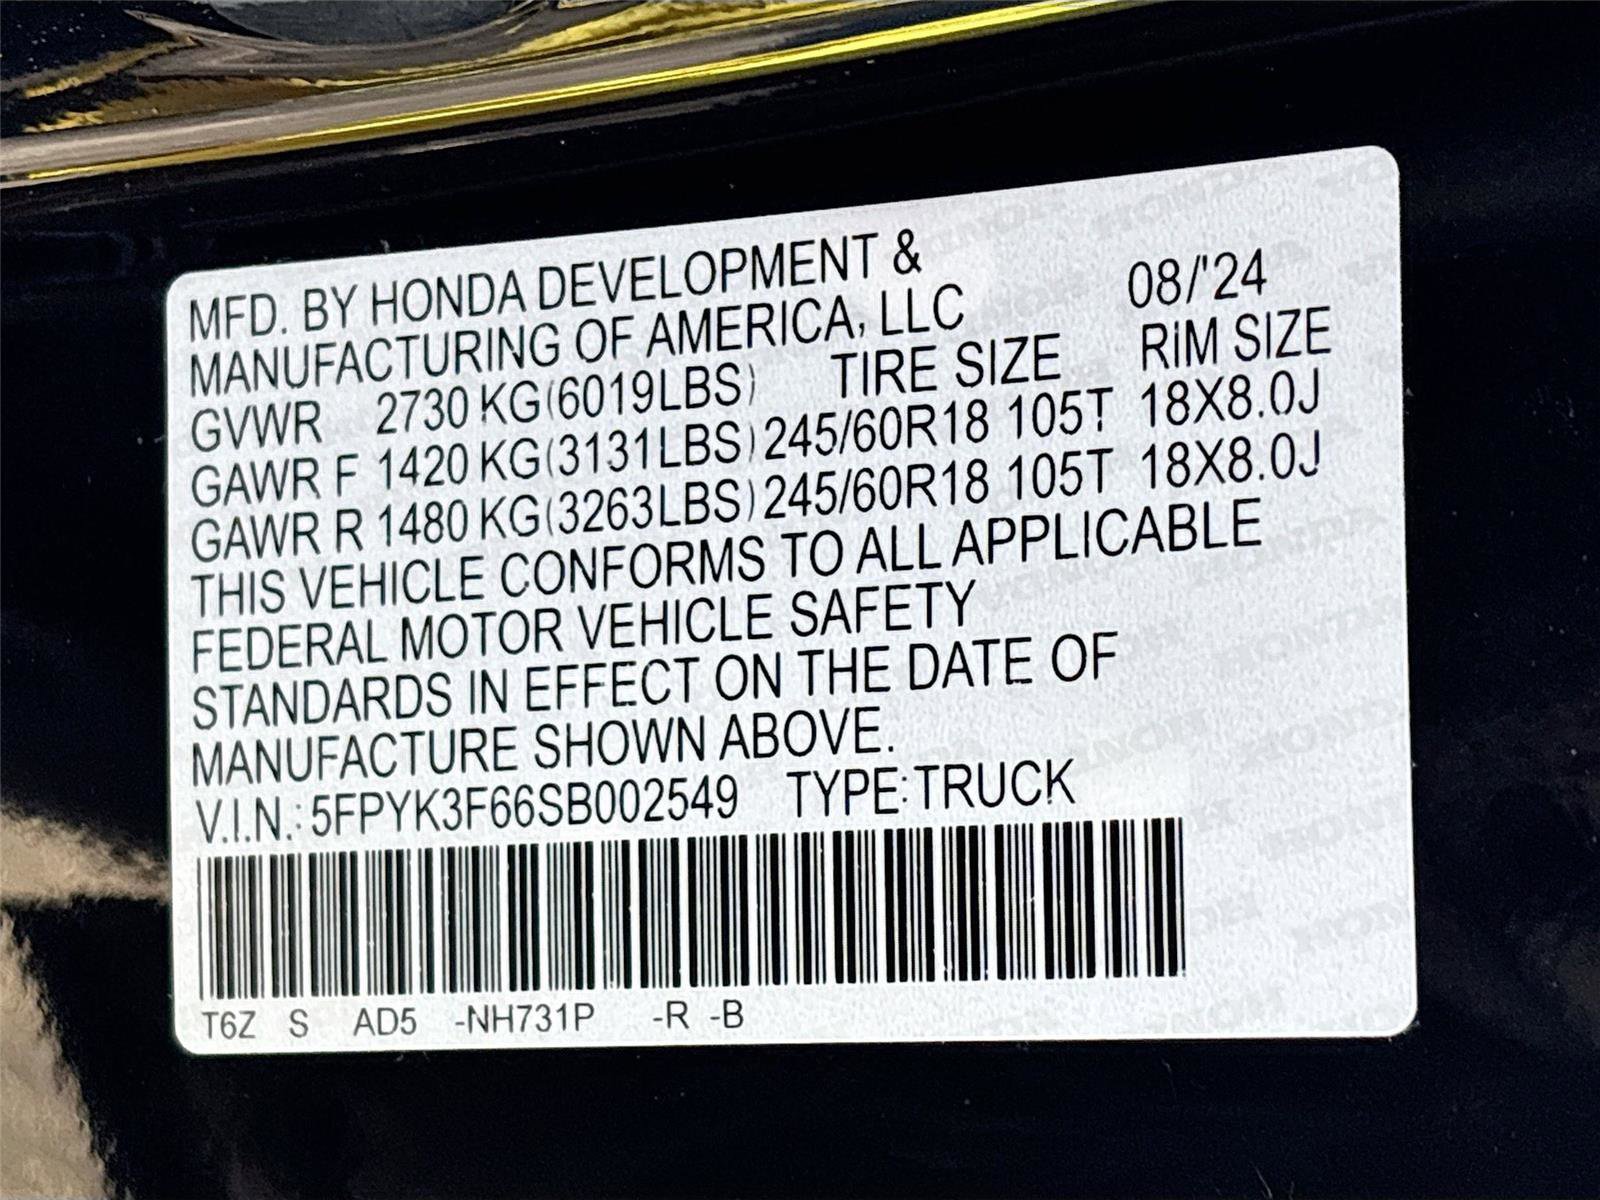 MFD. BY HONDA DEVELOPMENT &
MANUFACTURING OF AMERICA, LLC 08/'24
GVWR 2730 KG(6019LBS) TIRE SIZE RIM SIZE
GAWR F 1420 KG(3131LBS) 245/60R18 105T 18X8.0J
GAWR R 1480 KG(3263LBS) 245/60R18 105T 18X8.0J
THIS VEHICLE CONFORMS TO ALL APPLICABLE
FEDERAL MOTOR VEHICLE SAFETY
STANDARDS IN EFFECT ON THE DATE OF
MANUFACTURE SHOWN ABOVE.
V.I.N.: 5FPYK3F66SB002549 TYPE: TRUCK
T6Z S AD5 -NH731P -R -B